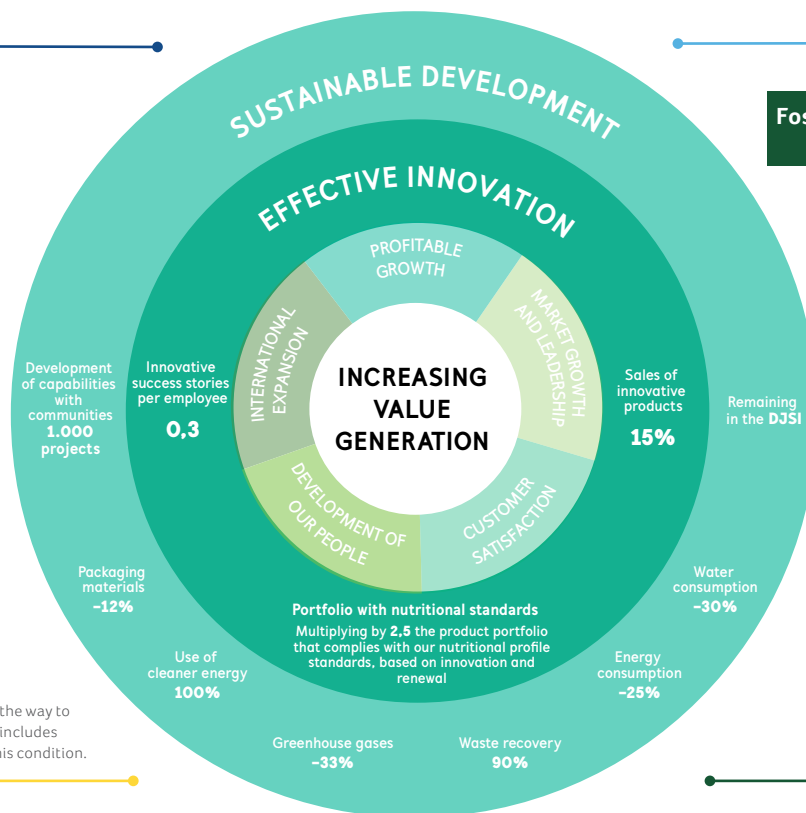 SUSTAINABLE DEVELOPMENT
Fos
EFFECTIVE INNOVATION
PROFITABLE
GROWTH
MARKET GROWTH
AND LEADERSHIP
INTERNATIONAL
EXPANSION
INCREASING
VALUE
GENERATION
CUSTOMER
SATISFACTION
DEVELOPMENT OF
OUR PEOPLE
Development
of capabilities
with
communities
1.000
projects
Innovative
success stories
per employee
0,3
Sales of
innovative
products
15%
Remaining
in the DJSI
Portfolio with nutritional standards
Multiplying by 2,5 the product portfolio
that complies with our nutritional profile
standards, based on innovation and
renewal
Packaging
materials
-12%
Water
consumption
-30%
Use of
cleaner energy
100%
Energy
consumption
-25%
Greenhouse gases
-33%
Waste recovery
90%
the way to
includes
his condition.